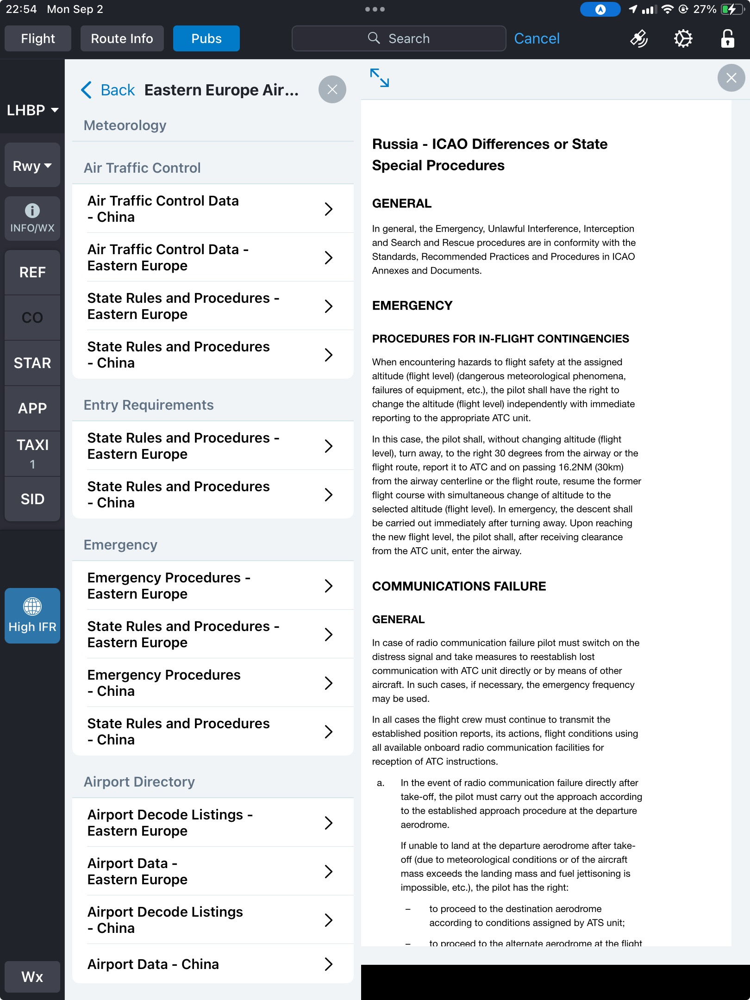 22:54 Mon Sep 2
27%
Flight
Route Info
Pubs
Search
Cancel
LHBP
Rwy
INFO/WX
REF
CO
STAR
APP
TAXI
1
SID
High IFR
Wx
Back
Eastern Europe Air...
Meteorology
Air Traffic Control
Air Traffic Control Data
- China
Air Traffic Control Data -
Eastern Europe
State Rules and Procedures -
Eastern Europe
State Rules and Procedures
- China
Entry Requirements
State Rules and Procedures -
Eastern Europe
State Rules and Procedures
- China
Emergency
Emergency Procedures -
Eastern Europe
State Rules and Procedures -
Eastern Europe
Emergency Procedures
- China
State Rules and Procedures
- China
Airport Directory
Airport Decode Listings -
Eastern Europe
Airport Data -
Eastern Europe
Airport Decode Listings
- China
Airport Data - China
Russia - ICAO Differences or State
Special Procedures
GENERAL
In general, the Emergency, Unlawful Interference, Interception
and Search and Rescue procedures are in conformity with the
Standards, Recommended Practices and Procedures in ICAO
Annexes and Documents.
EMERGENCY
PROCEDURES FOR IN-FLIGHT CONTINGENCIES
When encountering hazards to flight safety at the assigned
altitude (flight level) (dangerous meteorological phenomena,
failures of equipment, etc.), the pilot shall have the right to
change the altitude (flight level) independently with immediate
reporting to the appropriate ATC unit.
In this case, the pilot shall, without changing altitude (flight
level), turn away, to the right 30 degrees from the airway or the
flight route, report it to ATC and on passing 16.2NM (30km)
from the airway centerline or the flight route, resume the former
flight course with simultaneous change of altitude to the
selected altitude (flight level). In emergency, the descent shall
be carried out immediately after turning away. Upon reaching
the new flight level, the pilot shall, after receiving clearance
from the ATC unit, enter the airway.
COMMUNICATIONS FAILURE
GENERAL
In case of radio communication failure pilot must switch on the
distress signal and take measures to reestablish lost
communication with ATC unit directly or by means of other
aircraft. In such cases, if necessary, the emergency frequency
may be used.
In all cases the flight crew must continue to transmit the
established position reports, its actions, flight conditions using
all available onboard radio communication facilities for
reception of ATC instructions.
a. In the event of radio communication failure directly after
take-off, the pilot must carry out the approach according
to the established approach procedure at the departure
aerodrome.
If unable to land at the departure aerodrome after take-
off (due to meteorological conditions or of the aircraft
mass exceeds the landing mass and fuel jettisoning is
impossible, etc.), the pilot has the right:
– to proceed to the destination aerodrome
according to conditions assigned by ATS unit;
– to proceed to the alternate aerodrome at the flight